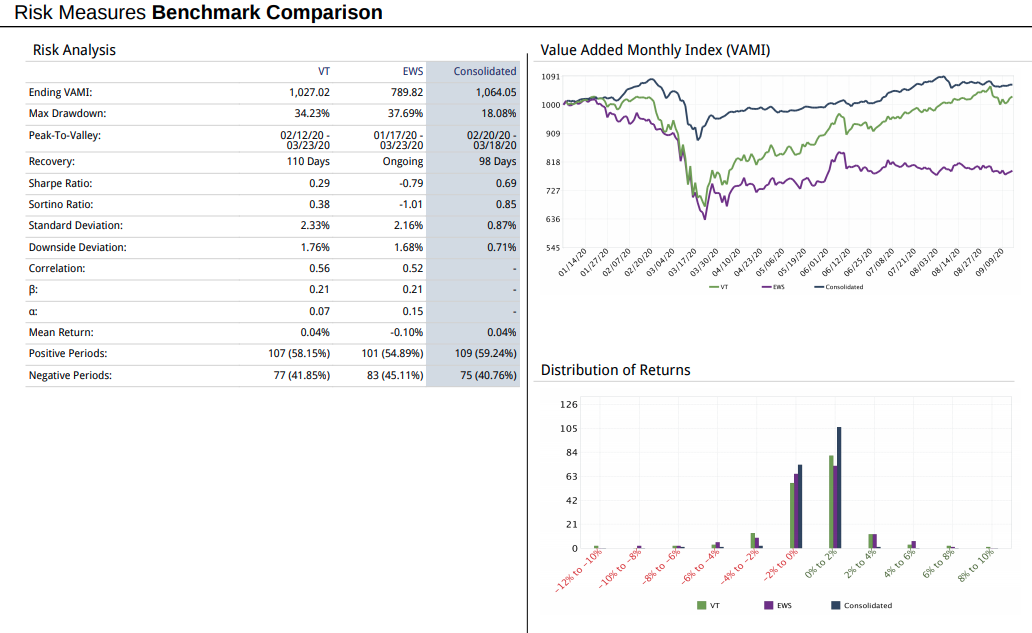 Risk Measures Benchmark Comparison
Risk Analysis
VT EWS Consolidated
Ending VAMI: 1,027.02 789.82 1,064.05
Max Drawdown: 34.23% 37.69% 18.08%
Peak-To-Valley: 02/12/20 - 01/17/20 - 02/20/20 -
03/23/20 03/23/20 03/18/20
Recovery: 110 Days Ongoing 98 Days
Sharpe Ratio: 0.29 -0.79 0.69
Sortino Ratio: 0.38 -1.01 0.85
Standard Deviation: 2.33% 2.16% 0.87%
Downside Deviation: 1.76% 1.68% 0.71%
Correlation: 0.56 0.52 -
β: 0.21 0.21 -
α: 0.07 0.15 -
Mean Return: 0.04% -0.10% 0.04%
Positive Periods: 107 (58.15%) 101 (54.89%) 109 (59.24%)
Negative Periods: 77 (41.85%) 83 (45.11%) 75 (40.76%)
Value Added Monthly Index (VAMI)
1091
1000
909
818
727
636
545
01/14/20 01/27/20 02/07/20 02/20/20 03/04/20 03/17/20 03/30/20 04/10/20 04/23/20 05/06/20 05/19/20 06/01/20 06/12/20 06/25/20 07/08/20 07/21/20 08/03/20 08/14/20 08/27/20 09/09/20
VT EWS Consolidated
Distribution of Returns
126
105
84
63
42
21
0
-12% to -10% -10% to -8% -8% to -6% -6% to -4% -4% to -2% -2% to 0% 0% to 2% 2% to 4% 4% to 6% 6% to 8% 8% to 10%
VT EWS Consolidated